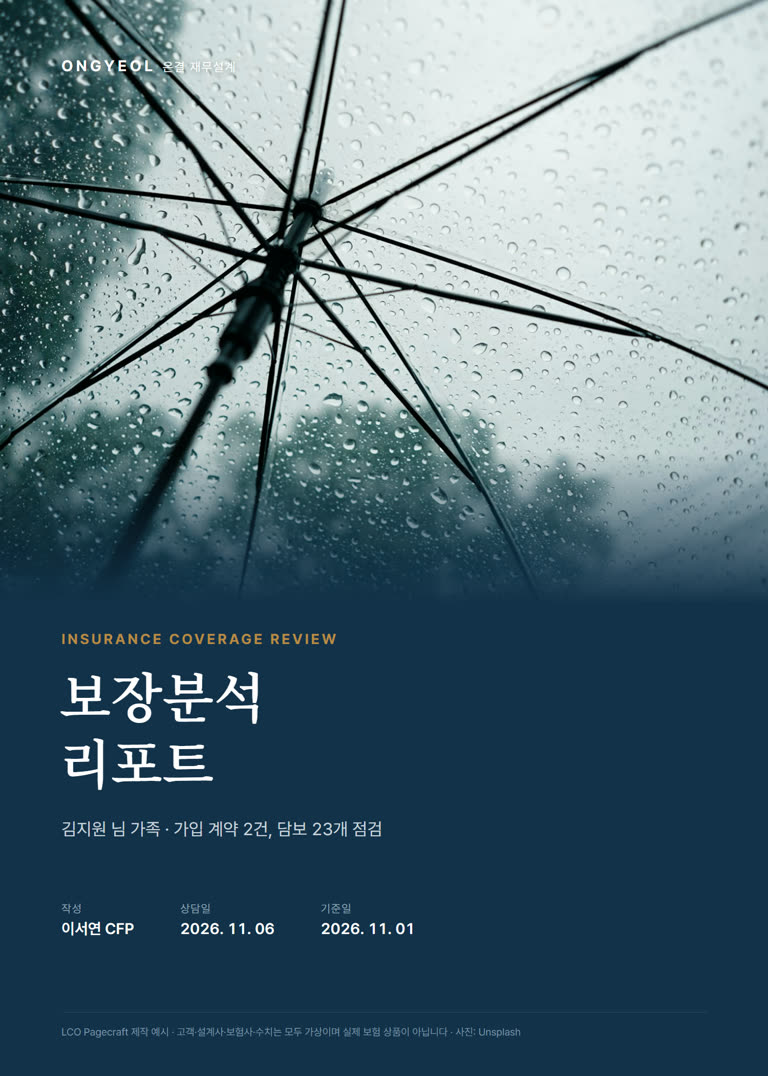 ONGYEOL 온결 재무설계
INSURANCE COVERAGE REVIEW
보장분석
리포트
김지원 님 가족 · 가입 계약 2건, 담보 23개 점검
작성 상담일 기준일
이서연 CFP 2026. 11. 06 2026. 11. 01
LCO Pagecraft 제작 예시 · 고객·설계사·보험사·수치는 모두 가상이며 실제 보험 상품이 아닙니다 · 사진: Unsplash